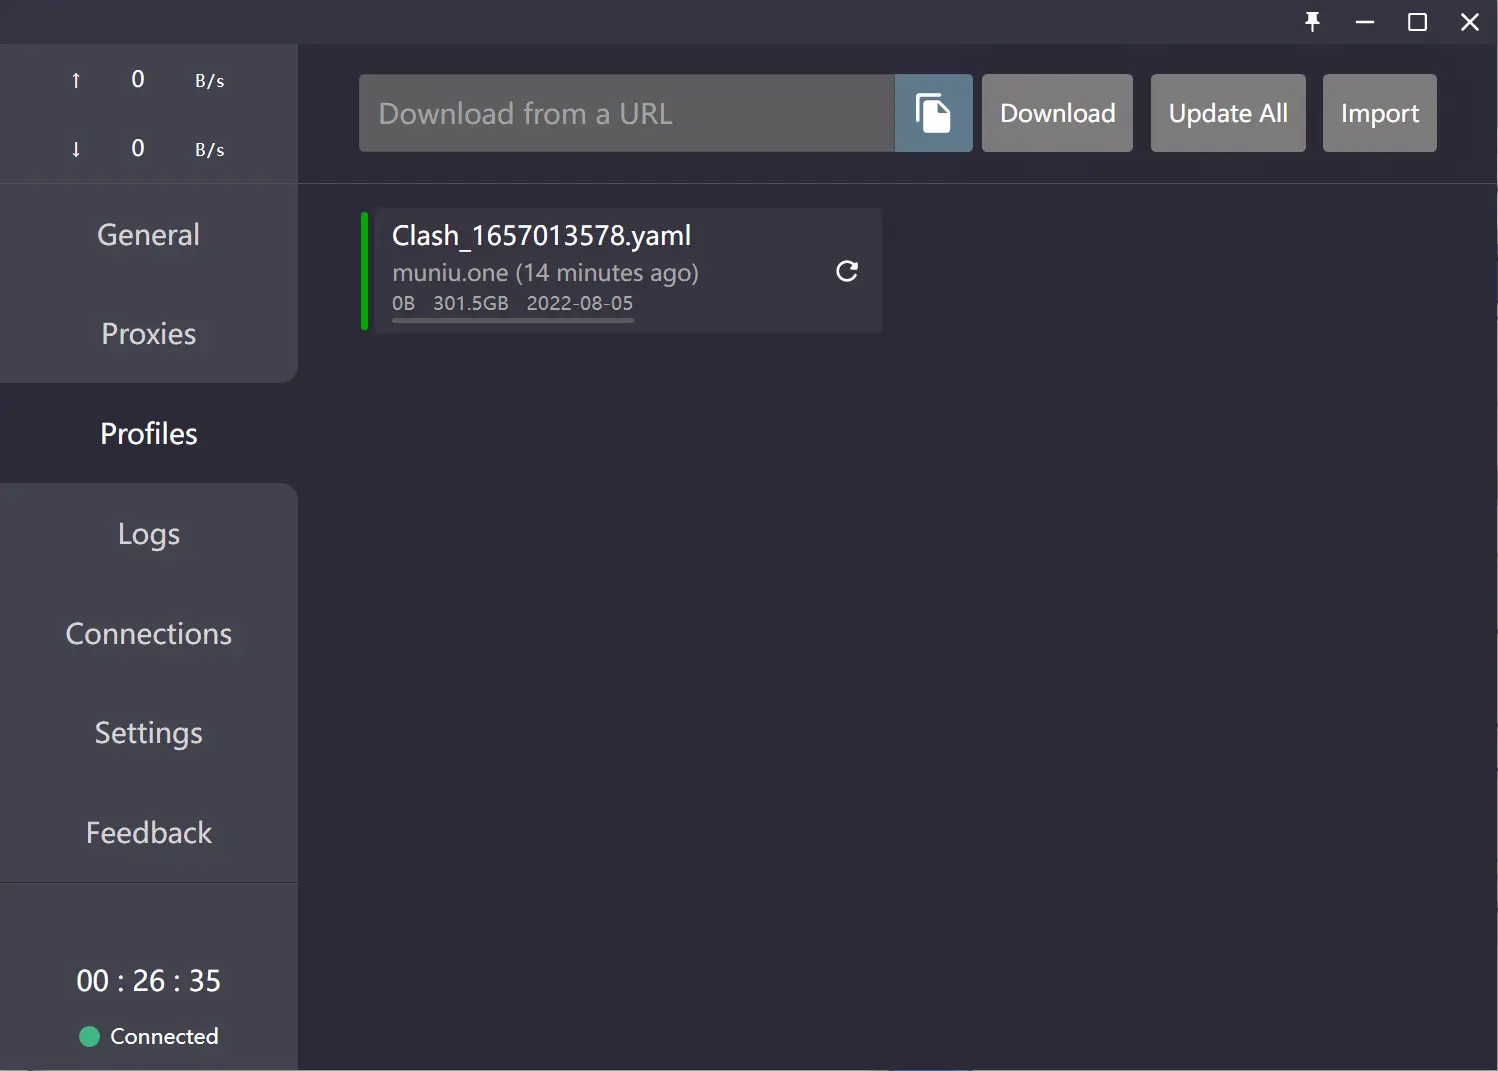 ↑ 0 B/s
↓ 0 B/s
General
Proxies
Profiles
Logs
Connections
Settings
Feedback
00 : 26 : 35
Connected
Download from a URL
Download
Update All
Import
Clash_1657013578.yaml
muniu.one (14 minutes ago)
0B 301.5GB 2022-08-05